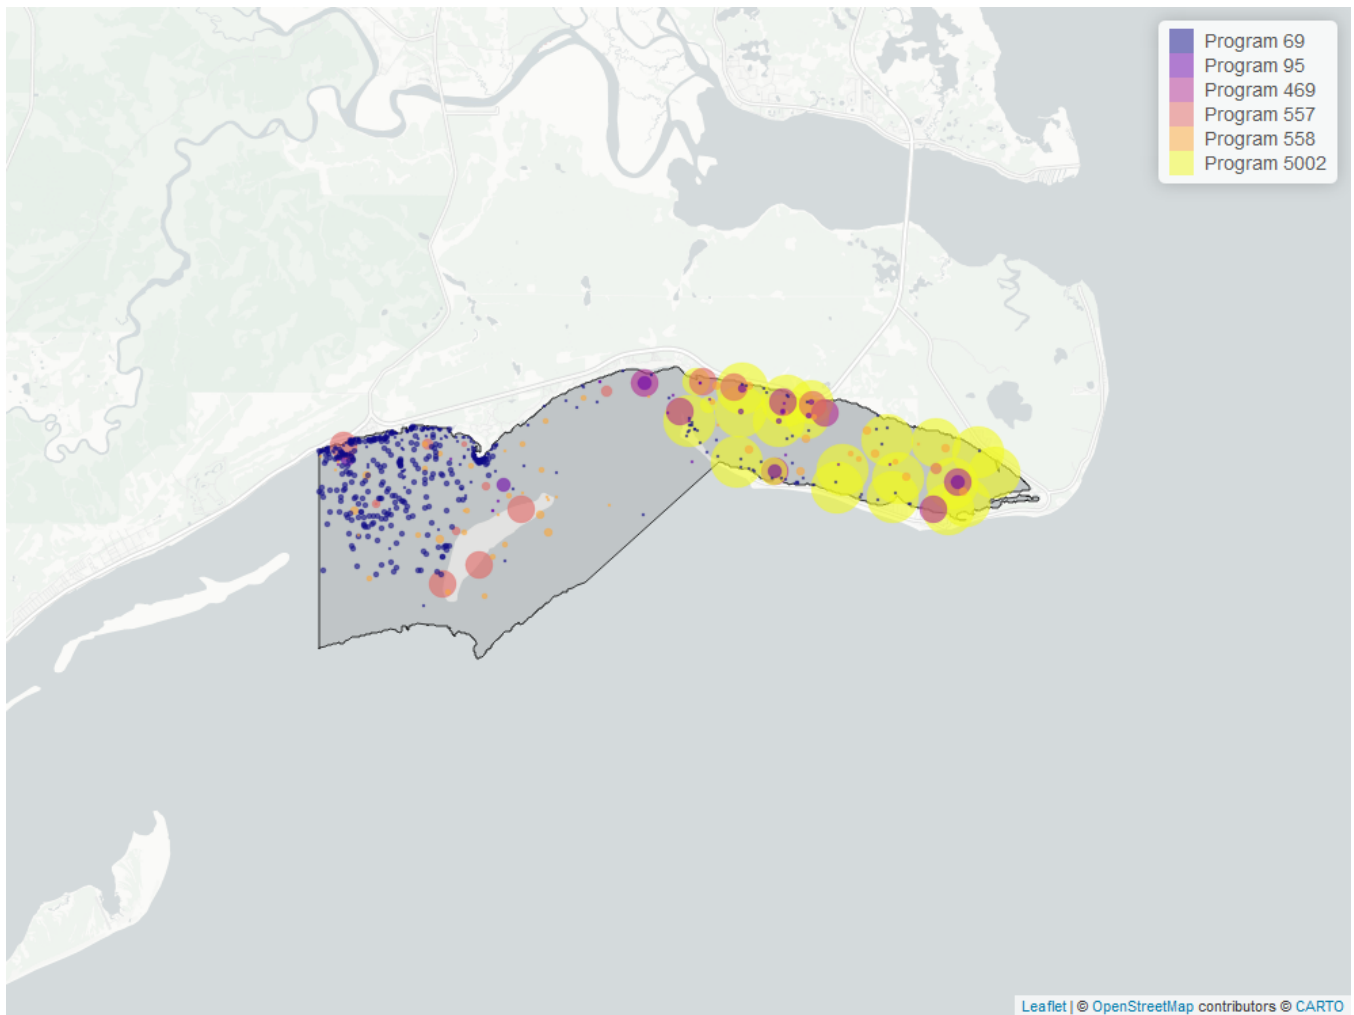 Program 69
Program 95
Program 469
Program 557
Program 558
Program 5002
Leaflet | © OpenStreetMap contributors © CARTO